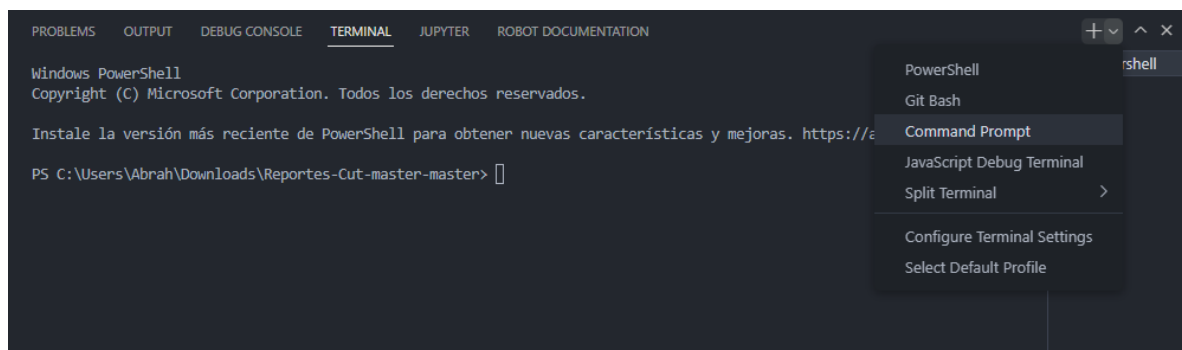 PROBLEMS OUTPUT DEBUG CONSOLE TERMINAL JUPYTER ROBOT DOCUMENTATION
Windows PowerShell
Copyright (C) Microsoft Corporation. Todos los derechos reservados.
Instale la versión más reciente de PowerShell para obtener nuevas características y mejoras. https://a
PS C:\Users\Abrah\Downloads\Reportes-Cut-master-master>
rshell
PowerShell
Git Bash
Command Prompt
JavaScript Debug Terminal
Split Terminal
Configure Terminal Settings
Select Default Profile